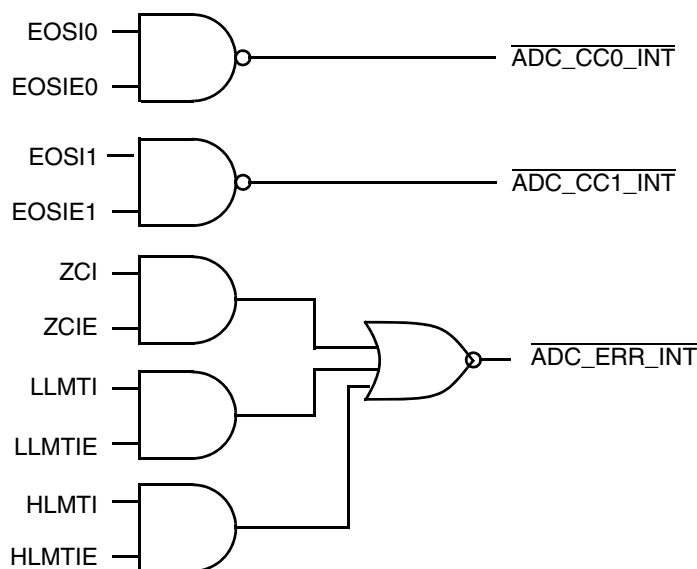 EOSI0
EOSIE0
ADC_CC0_INT
EOSI1
EOSIE1
ADC_CC1_INT
ZCI
ZCIE
LLMTI
LLMTIE
HLMTI
HLMTIE
ADC_ERR_INT